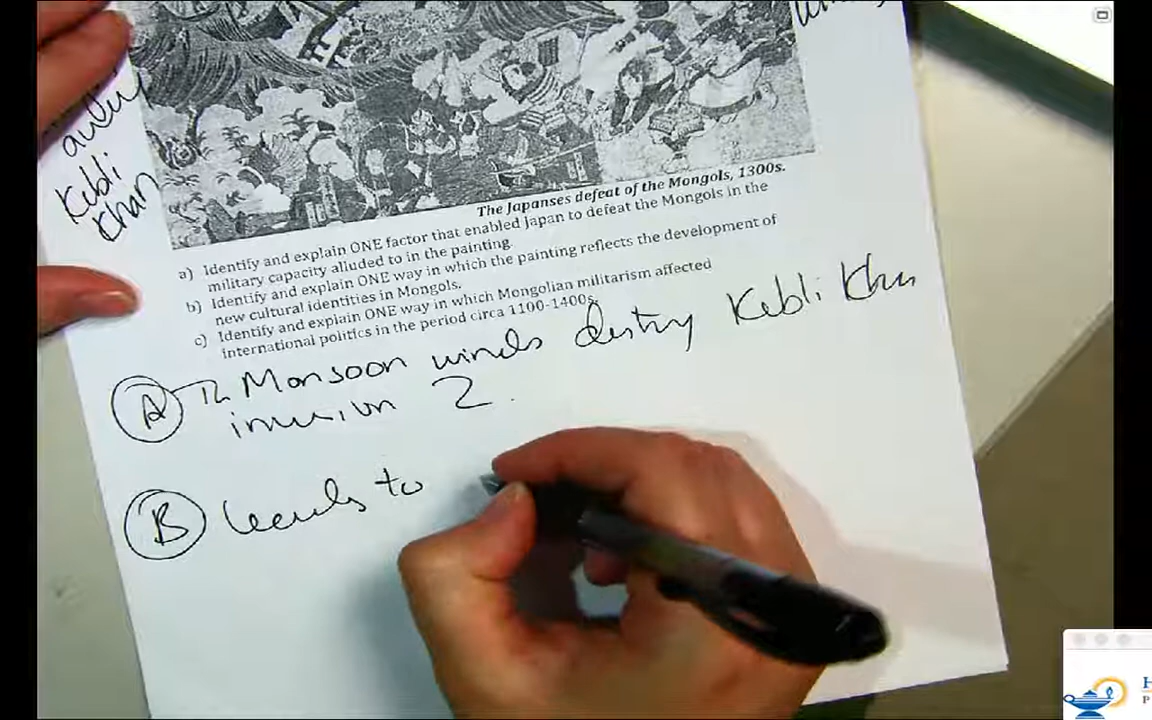 Kubli
Khan
The Japanses defeat of the Mongols, 1300s.
a) Identify and explain ONE factor that enabled Japan to defeat the Mongols in the
military capacity alluded to in the painting.
b) Identify and explain ONE way in which the painting reflects the development of
new cultural identities in Mongols.
c) Identify and explain ONE way in which Mongolian militarism affected
international politics in the period circa 1100-1400s.
A The Monsoon winds destroy Kubli Khan
invasion 2.
B leads to
H
P